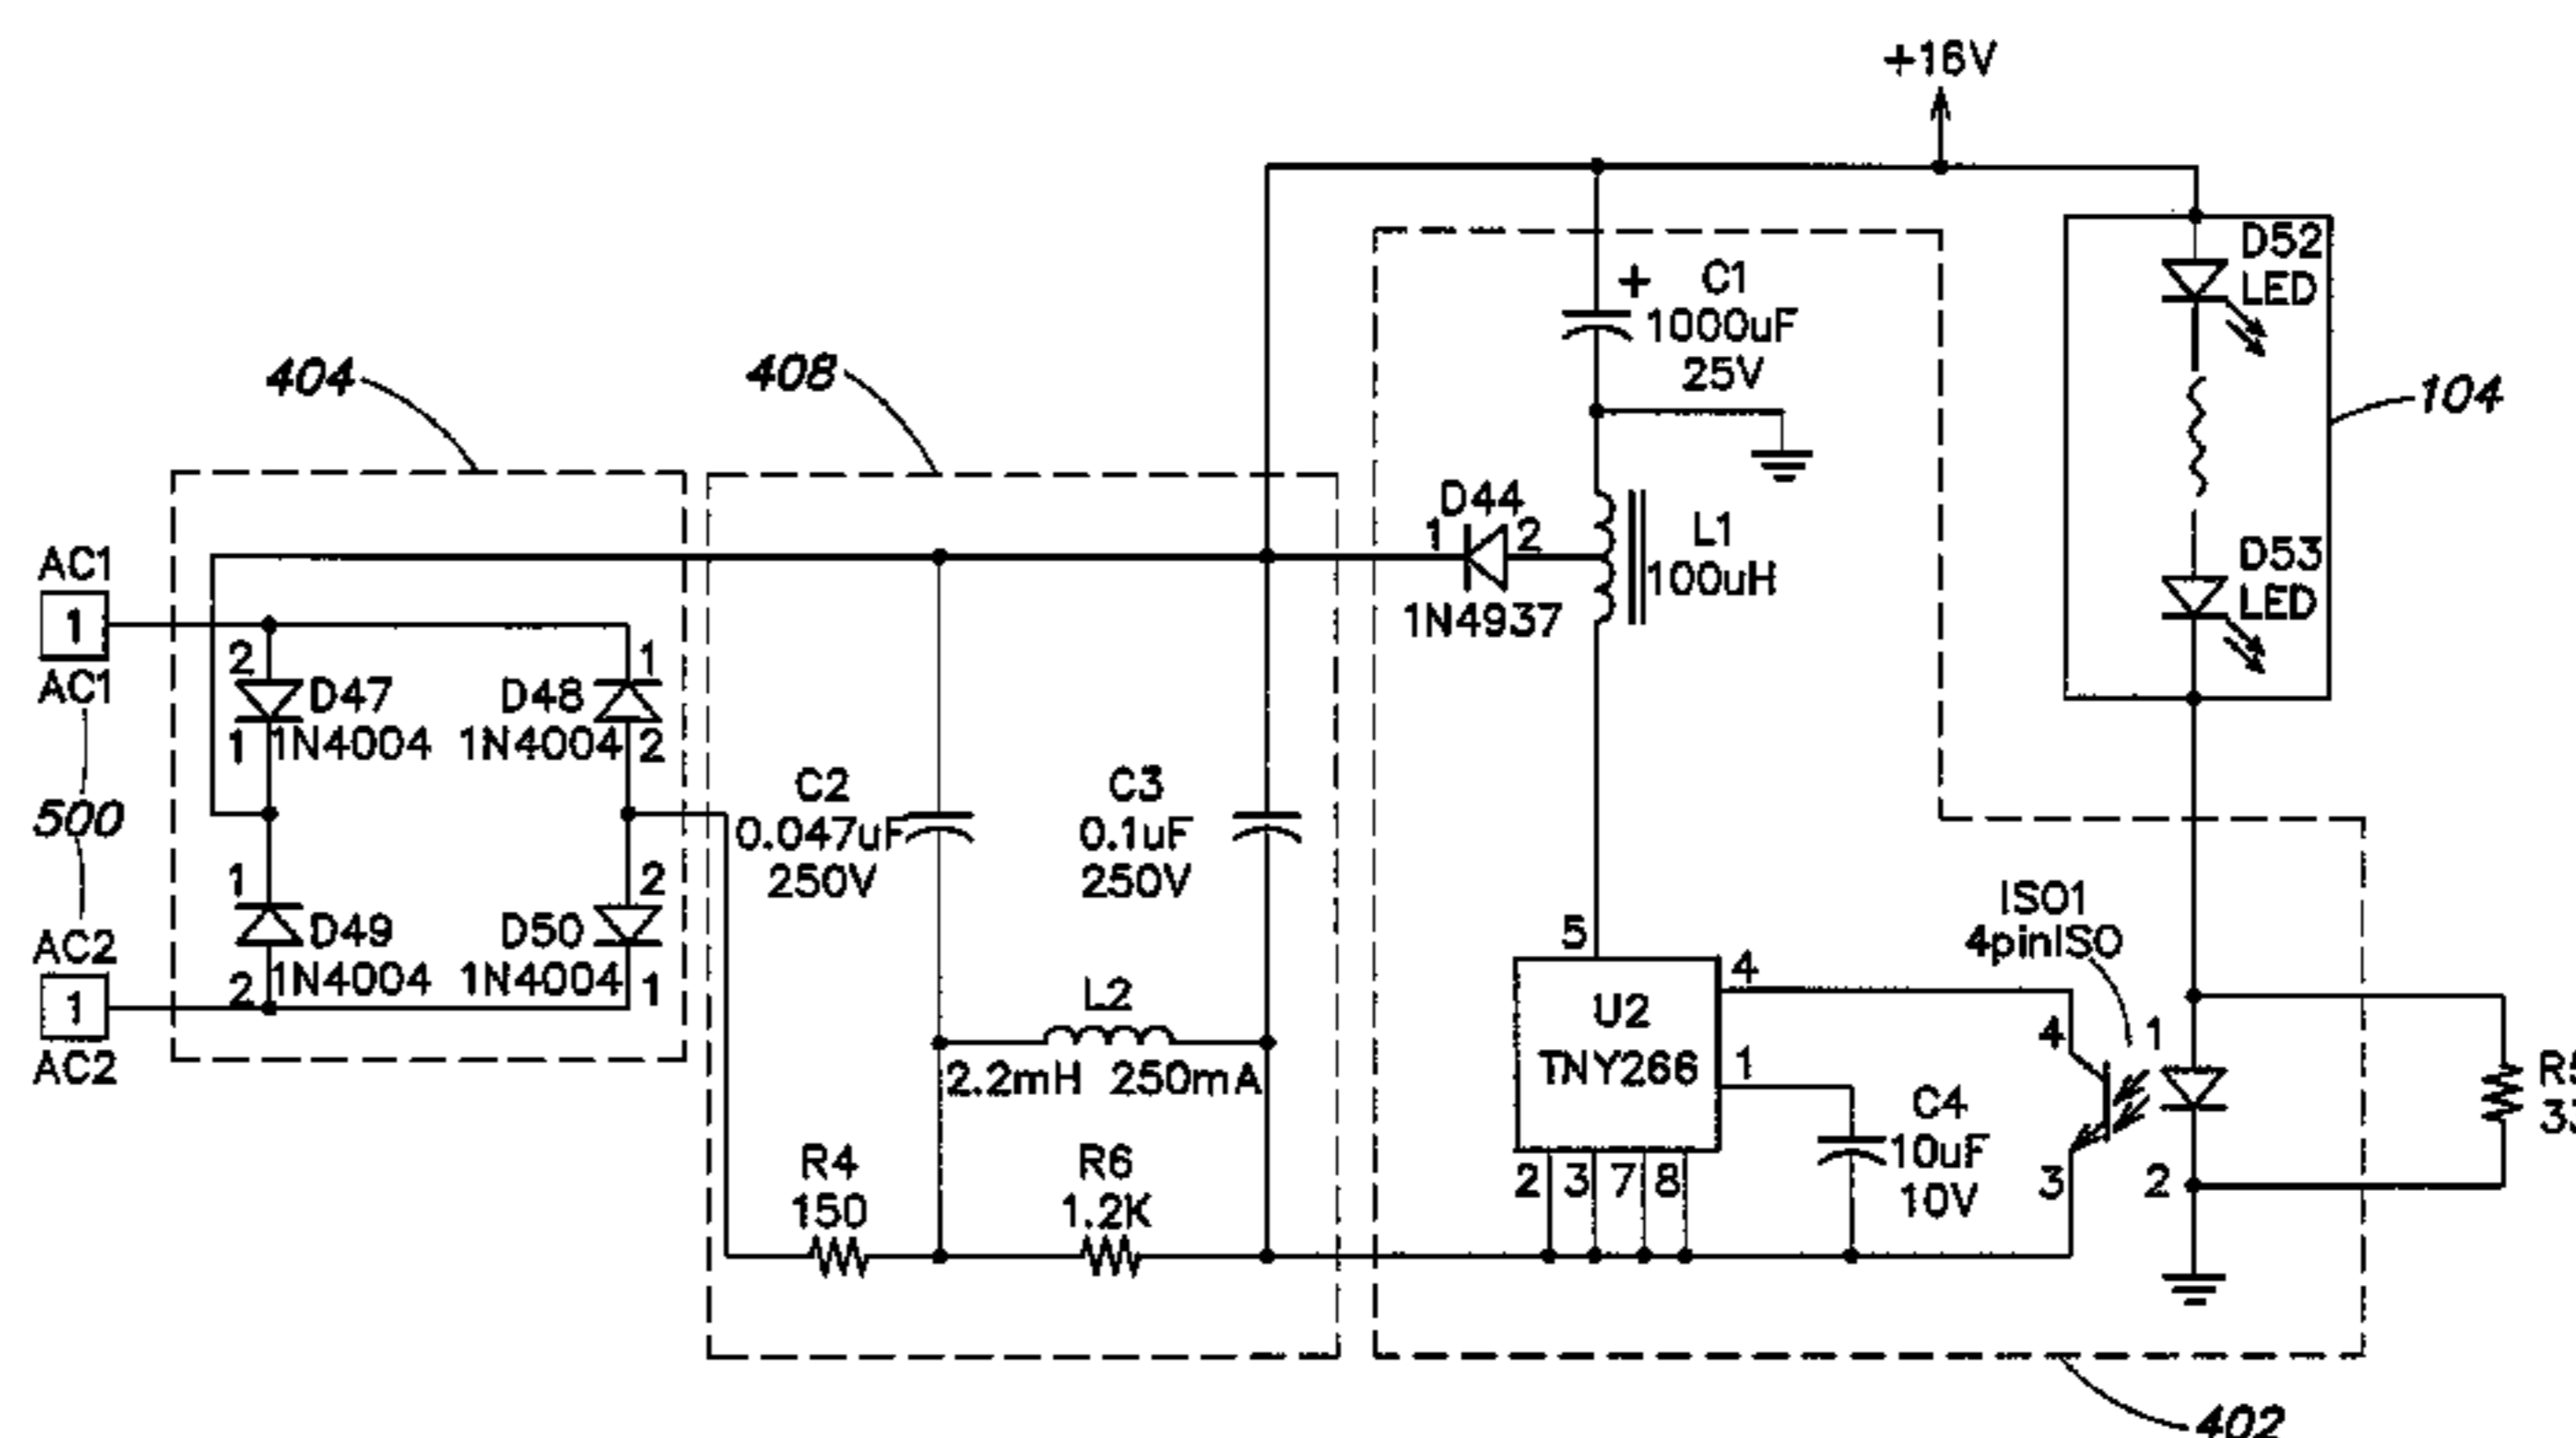 +16V
D52
LED
+ C1
1000uF
25V
404
408
104
D44
1 2
1N4937
L1
100uH
D53
LED
AC1
1
AC1
2
D47
1N4004
1
1
D48
1N4004
2
500
C2
0.047uF
250V
C3
0.1uF
250V
1
D49
1N4004
2
2
D50
1N4004
1
AC2
1
AC2
ISO1
4pinISO
5
U2
TNY266
4
1
2 3 7 8
4
1
3
2
L2
2.2mH 250mA
C4
10uF
10V
R4
150
R6
1.2K
402